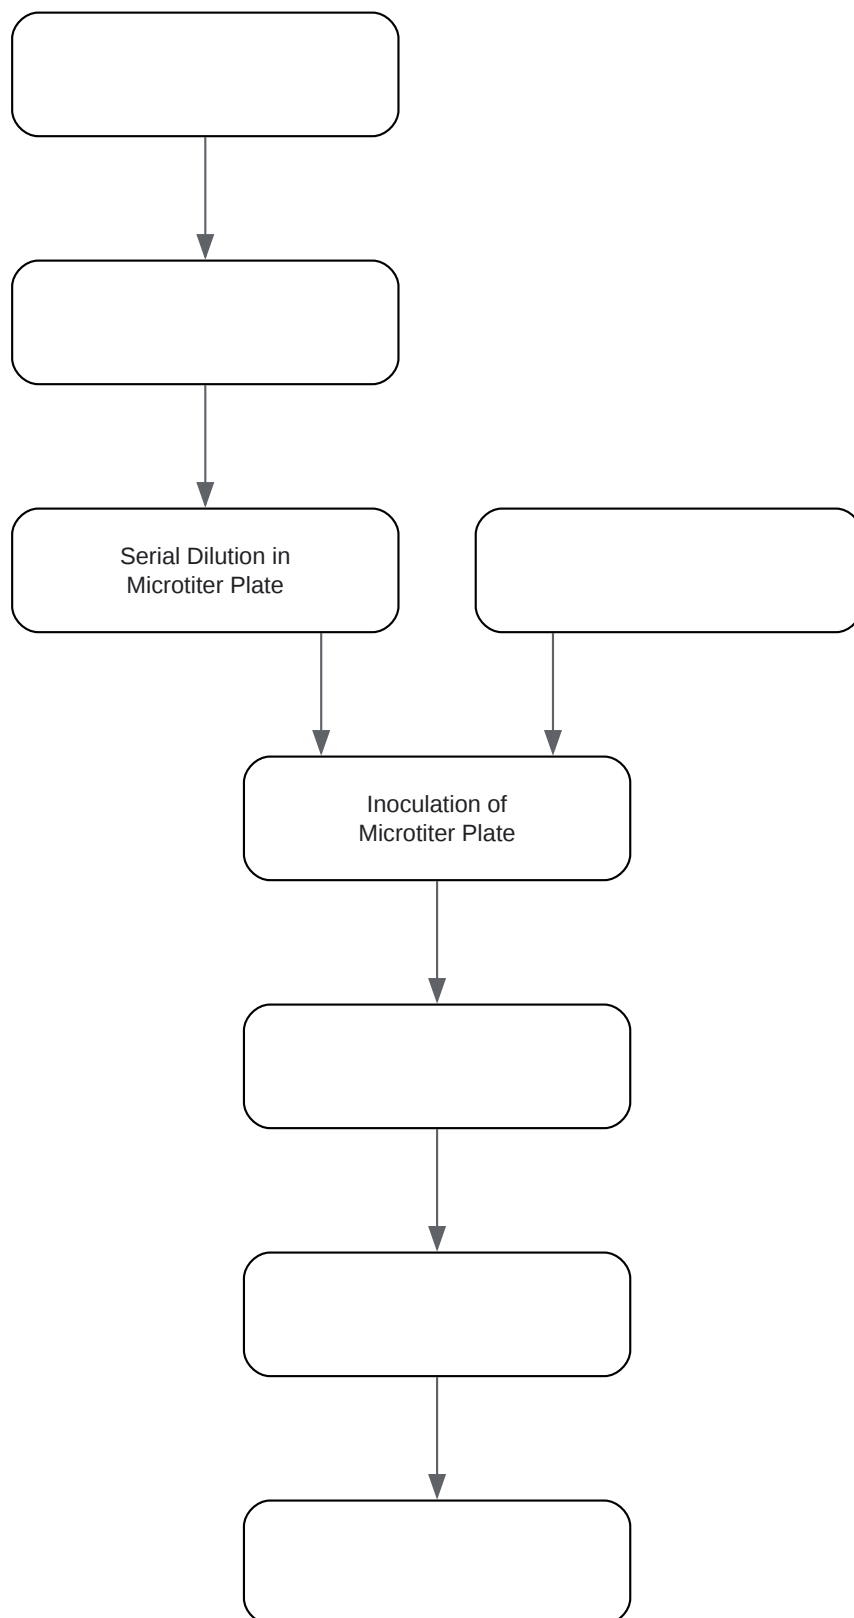 Serial Dilution in
Microtiter Plate
Inoculation of
Microtiter Plate